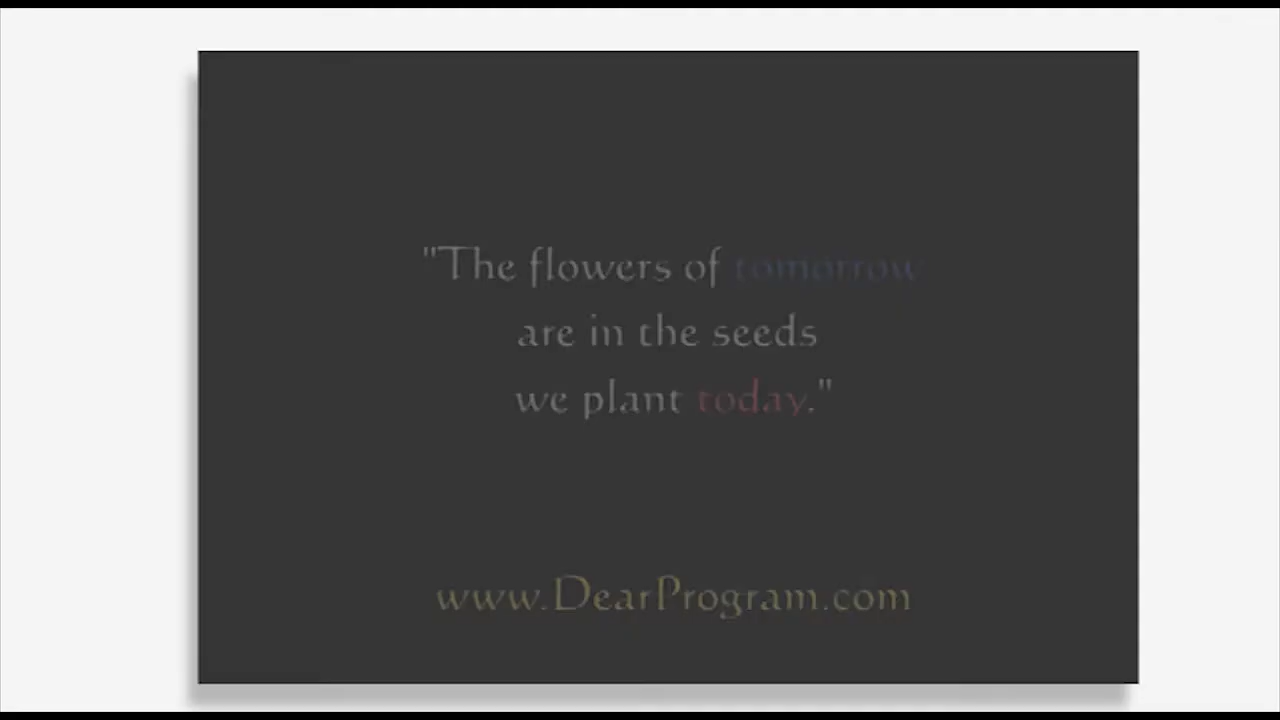 "The flowers of tomorrow
are in the seeds
we plant today."
www.DearProgram.com